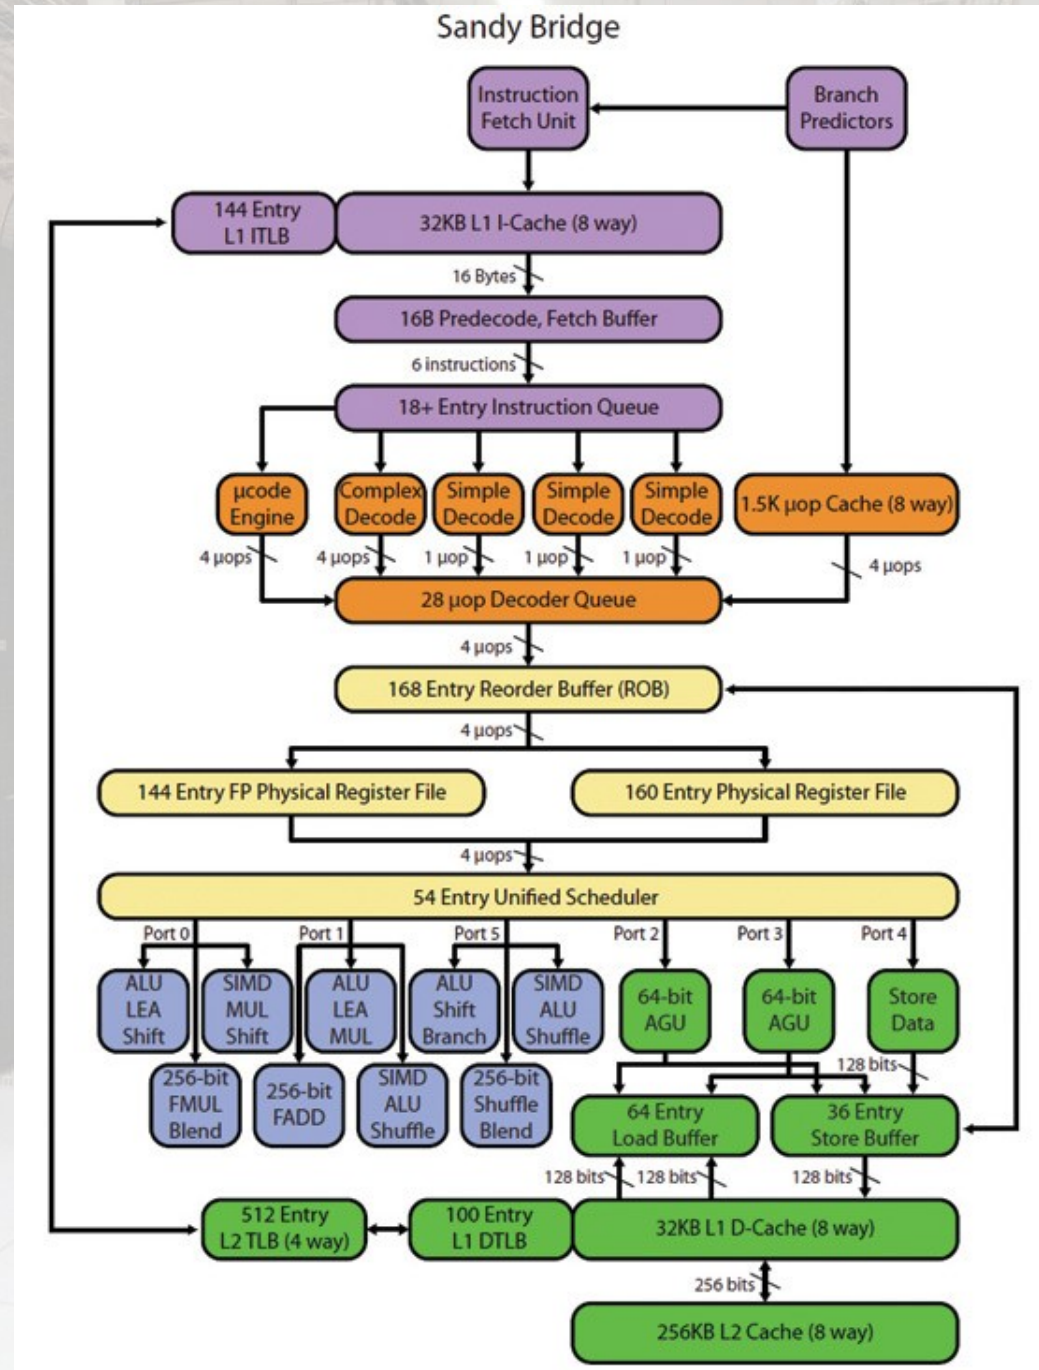 Sandy Bridge
Instruction
Fetch Unit
Branch
Predictors
144 Entry
L1 ITLB
32KB L1 I-Cache (8 way)
16 Bytes
16B Predecode, Fetch Buffer
6 instructions
18+ Entry Instruction Queue
μcode
Engine
Complex
Decode
Simple
Decode
Simple
Decode
Simple
Decode
1.5K μop Cache (8 way)
4 μops
4 μops
1 μop
1 μop
1 μop
4 μops
28 μop Decoder Queue
4 μops
168 Entry Reorder Buffer (ROB)
4 μops
144 Entry FP Physical Register File
160 Entry Physical Register File
4 μops
54 Entry Unified Scheduler
Port 0
Port 1
Port 5
Port 2
Port 3
Port 4
ALU
LEA
Shift
SIMD
MUL
Shift
ALU
LEA
MUL
ALU
Shift
Branch
SIMD
ALU
Shuffle
64-bit
AGU
64-bit
AGU
Store
Data
128 bits
256-bit
FMUL
Blend
256-bit
FADD
SIMD
ALU
Shuffle
256-bit
Shuffle
Blend
64 Entry
Load Buffer
36 Entry
Store Buffer
128 bits
128 bits
128 bits
512 Entry
L2 TLB (4 way)
100 Entry
L1 DTLB
32KB L1 D-Cache (8 way)
256 bits
256KB L2 Cache (8 way)